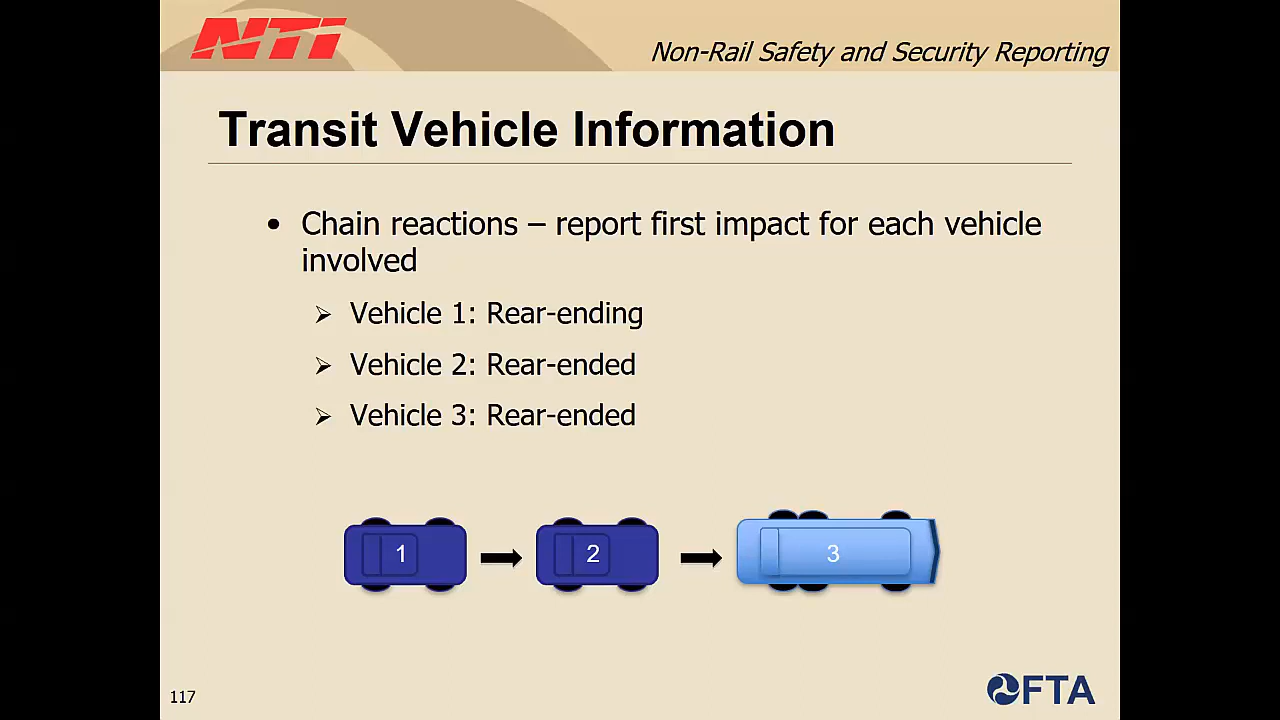 NTI
Non-Rail Safety and Security Reporting
Transit Vehicle Information
• Chain reactions – report first impact for each vehicle
involved
➢ Vehicle 1: Rear-ending
➢ Vehicle 2: Rear-ended
➢ Vehicle 3: Rear-ended
1 2 3
117
FTA